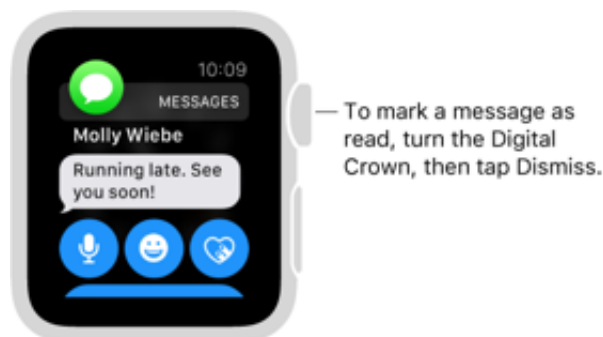 10:09
MESSAGES
Molly Wiebe
Running late. See
you soon!
To mark a message as
read, turn the Digital
Crown, then tap Dismiss.